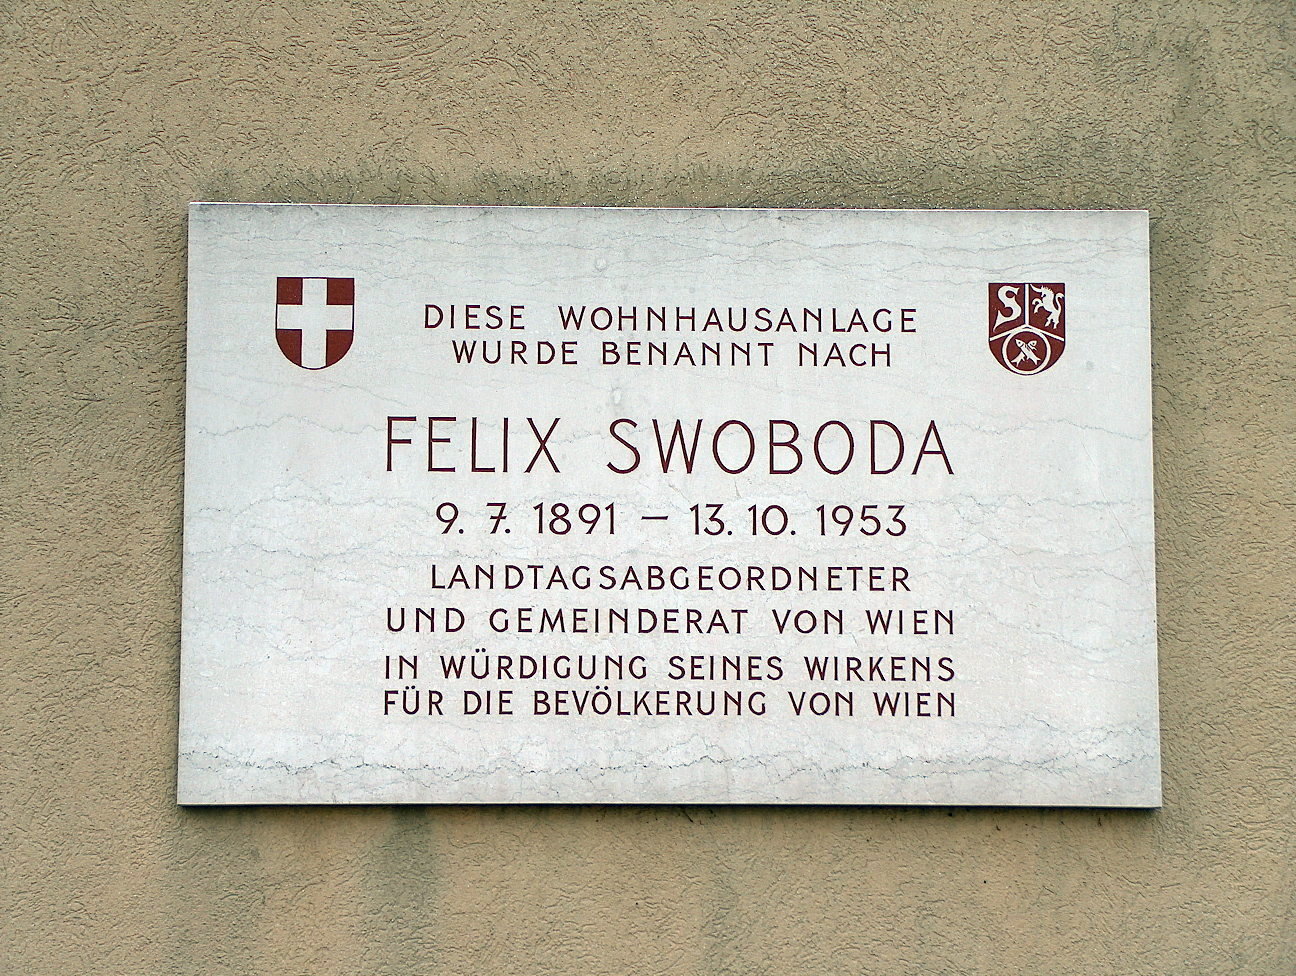 DIESE WOHNHAUSANLAGE
WURDE BENANNT NACH
FELIX SWOBODA
9. 7. 1891 – 13. 10. 1953
LANDTAGSABGEORDNETER
UND GEMEINDERAT VON WIEN
IN WÜRDIGUNG SEINES WIRKENS
FÜR DIE BEVÖLKERUNG VON WIEN
S